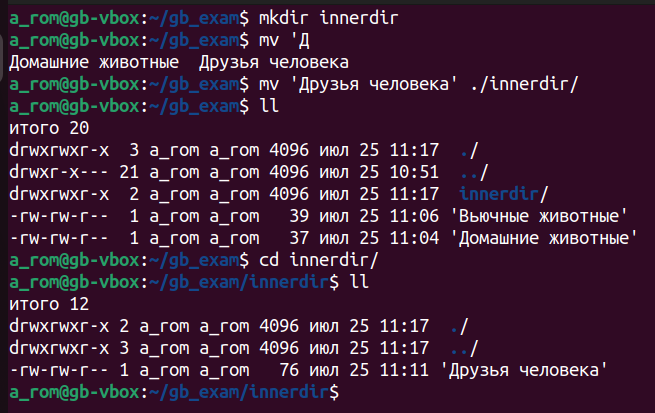 a_rom@gb-vbox:~/gb_exam$ mkdir innerdir
a_rom@gb-vbox:~/gb_exam$ mv 'Д
Домашние животные  Друзья человека
a_rom@gb-vbox:~/gb_exam$ mv 'Друзья человека' ./innerdir/
a_rom@gb-vbox:~/gb_exam$ ll
итого 20
drwxrwxr-x  3 a_rom a_rom 4096 июл 25 11:17  ./
drwxr-x--- 21 a_rom a_rom 4096 июл 25 10:51  ../
drwxrwxr-x  2 a_rom a_rom 4096 июл 25 11:17  innerdir/
-rw-rw-r--  1 a_rom a_rom   39 июл 25 11:06 'Вьючные животные'
-rw-rw-r--  1 a_rom a_rom   37 июл 25 11:04 'Домашние животные'
a_rom@gb-vbox:~/gb_exam$ cd innerdir/
a_rom@gb-vbox:~/gb_exam/innerdir$ ll
итого 12
drwxrwxr-x 2 a_rom a_rom 4096 июл 25 11:17  ./
drwxrwxr-x 3 a_rom a_rom 4096 июл 25 11:17  ../
-rw-rw-r-- 1 a_rom a_rom   76 июл 25 11:11 'Друзья человека'
a_rom@gb-vbox:~/gb_exam/innerdir$